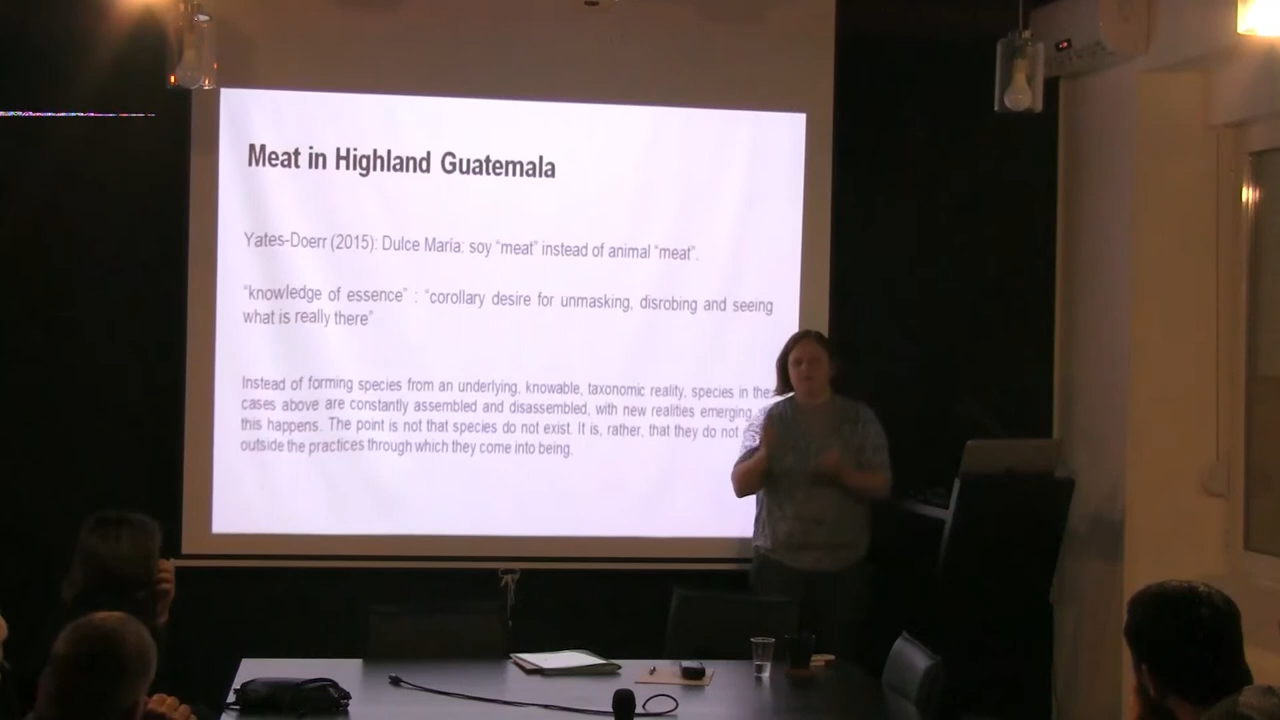 Meat in Highland Guatemala
Yates-Doerr (2015): Dulce María: soy “meat” instead of animal “meat”.
“knowledge of essence” : “corollary desire for unmasking, disrobing and seeing
what is really there”
Instead of forming species from an underlying, knowable, taxonomic reality, species in the
cases above are constantly assembled and disassembled, with new realities emerging
this happens. The point is not that species do not exist. It is, rather, that they do not
outside the practices through which they come into being.